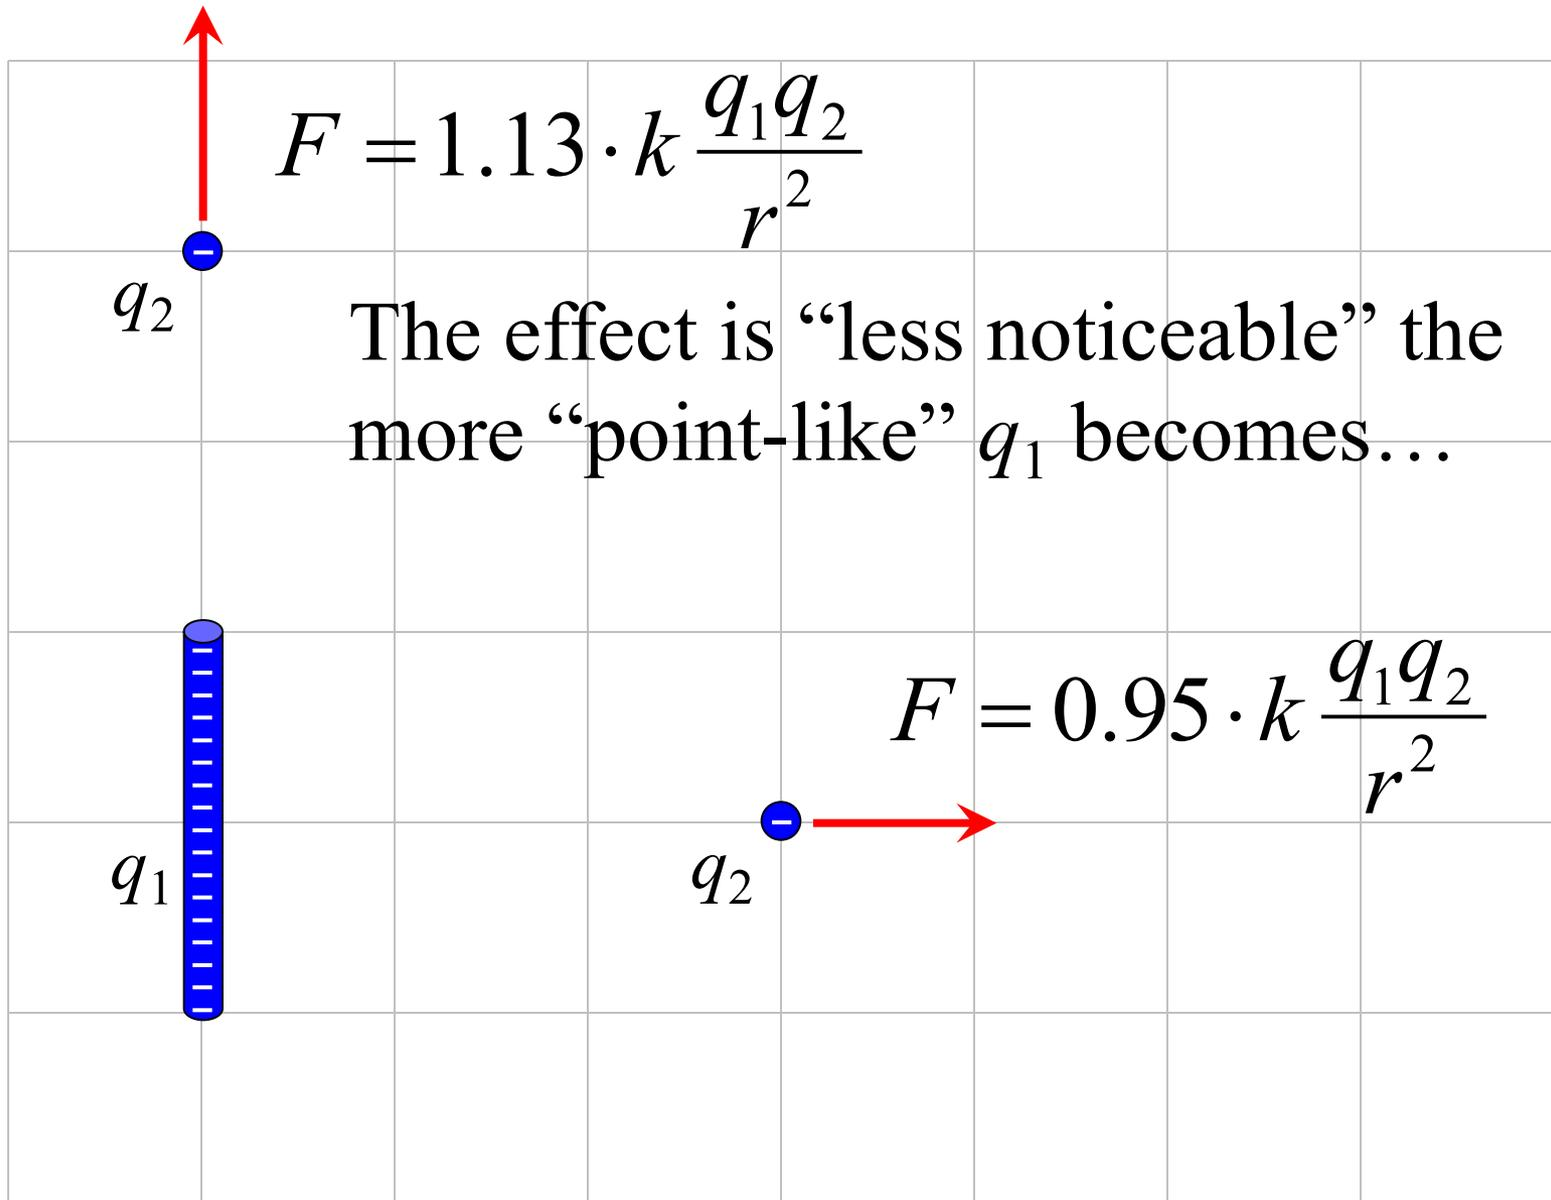 F = 1.13 · k q₁q₂ / r²
q₂
The effect is “less noticeable” the
more “point-like” q₁ becomes…
F = 0.95 · k q₁q₂ / r²
q₁
q₂